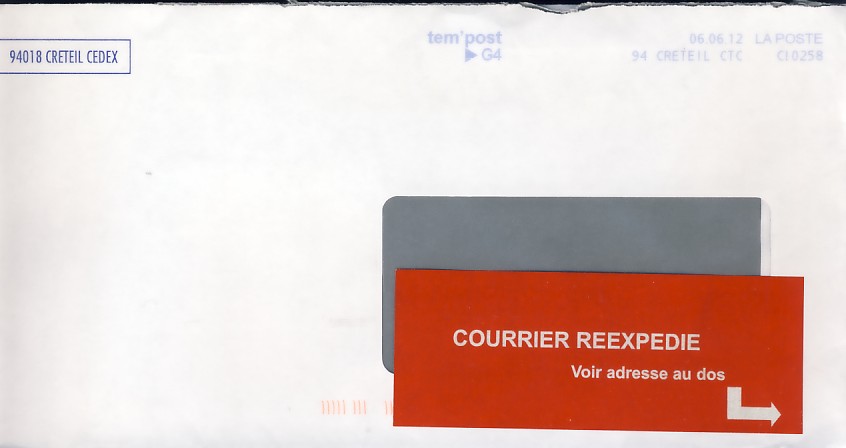 94018 CRETEIL CEDEX
tem'post
G4
06.06.12 LA POSTE
94 CRETEIL CTC CI0258
COURRIER REEXPEDIE
Voir adresse au dos